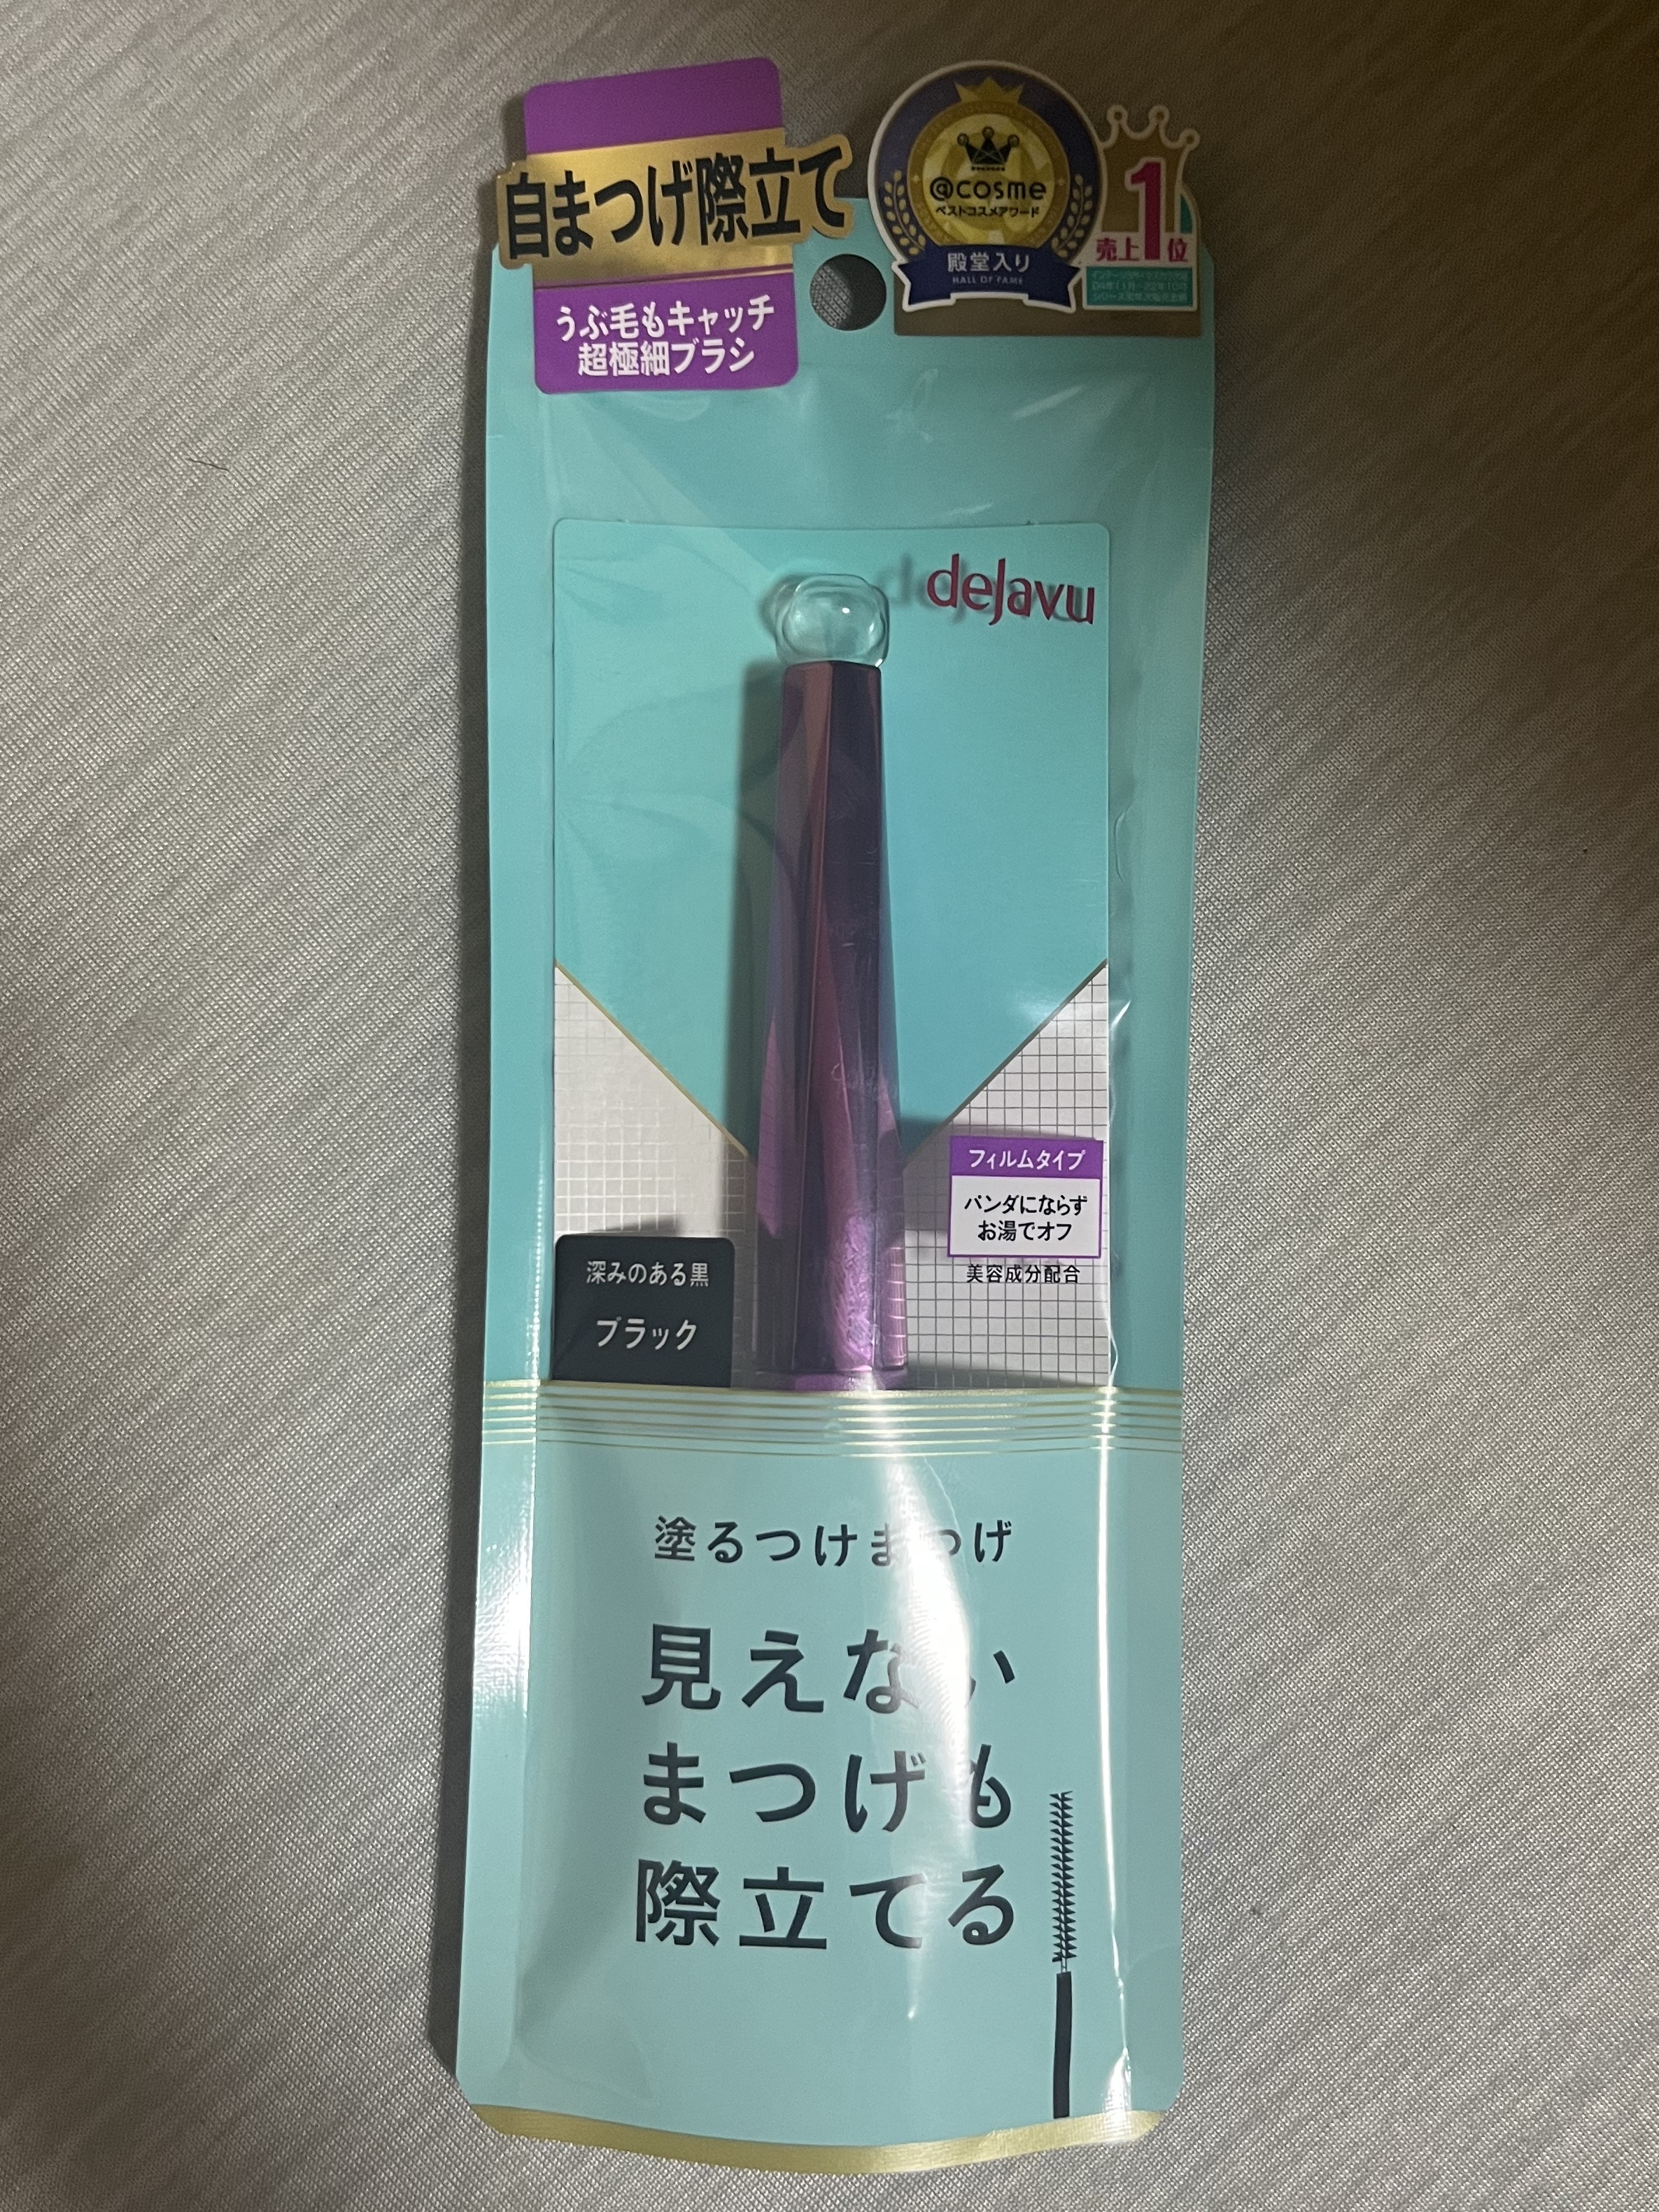 自まつげ際立て
うぶ毛もキャッチ
超極細ブラシ
@cosme
ベストコスメアワード
殿堂入り
HALL OF FAME
1
売上 位
dejavu
フィルムタイプ
パンダにならず
お湯でオフ
美容成分配合
深みのある黒
ブラック
塗るつけまつげ
見えない
まつげも
際立てる